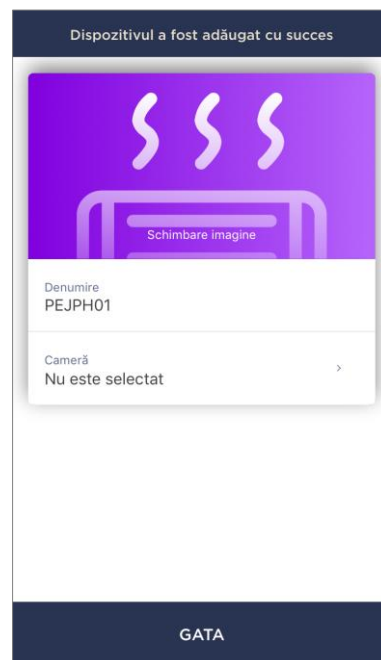 Dispozitivul a fost adăugat cu succes
Schimbare imagine
Denumire
PEJPH01
Cameră
Nu este selectat
GATA